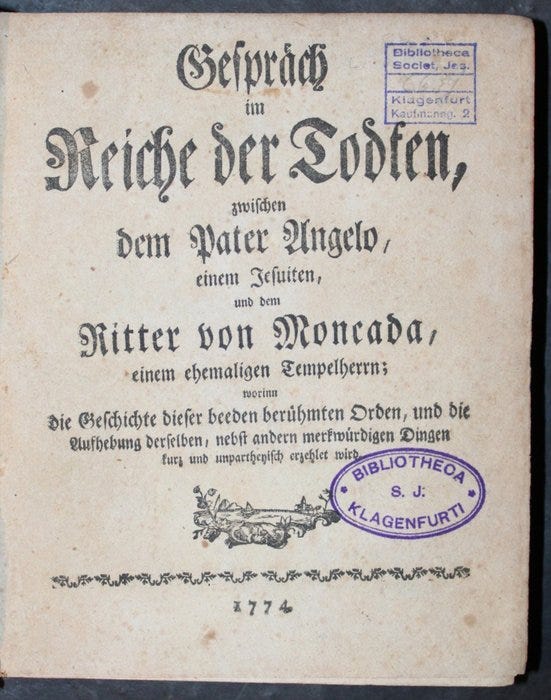 Gespräch
im
Reiche der Todten,
zwischen
dem Pater Angelo,
einem Jesuiten,
und dem
Ritter von Moncada,
einem ehemaligen Tempelherrn;
worinn
die Geschichte dieser beeden berühmten Orden, und die
Aufhebung derselben, nebst andern merkwürdigen Dingen
kurz und unpartheyisch erzehlet wird.
1774
Bibliotheca
Societ. Jes.
Klagenfurt
Kaufmanng. 2
BIBLIOTHECA
S. J:
KLAGENFURTI